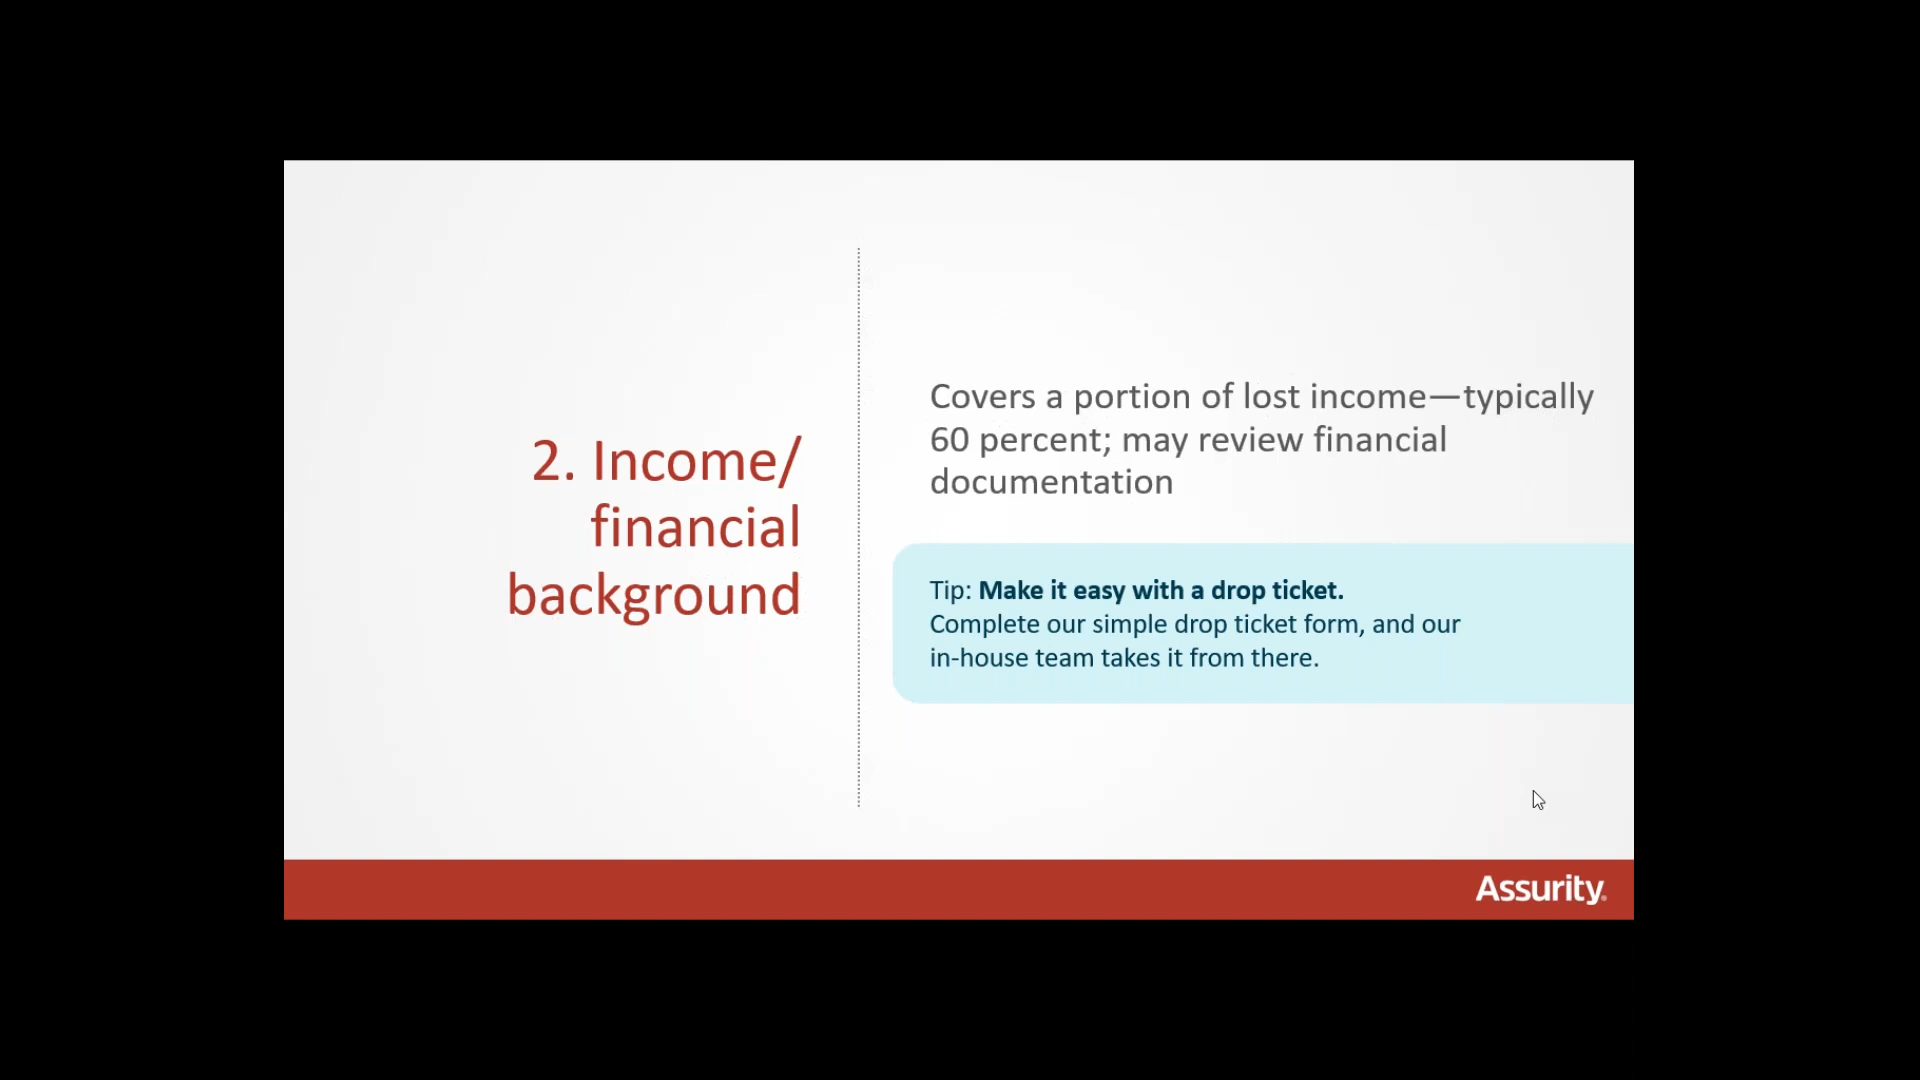 2. Income/
financial
background
Covers a portion of lost income—typically
60 percent; may review financial
documentation
Tip: Make it easy with a drop ticket.
Complete our simple drop ticket form, and our
in-house team takes it from there.
Assurity®